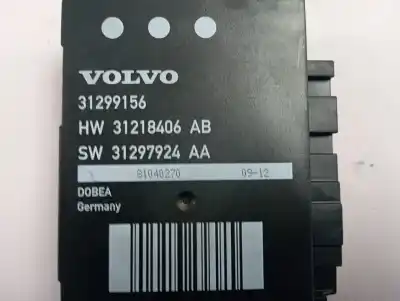 VOLVO
31299156
HW 31218406 AB
SW 31297924 AA
81040270 09-12
DOBEA
Germany